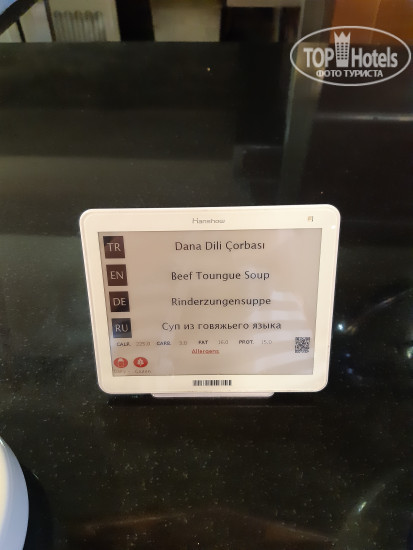 TOP Hotels
ФОТО ТУРИСТА
Hanshow
TR Dana Dili Çorbası
EN Beef Toungue Soup
DE Rinderzungensuppe
RU Суп из говяжьего языка
CARB. FAT PROT.
Allergens